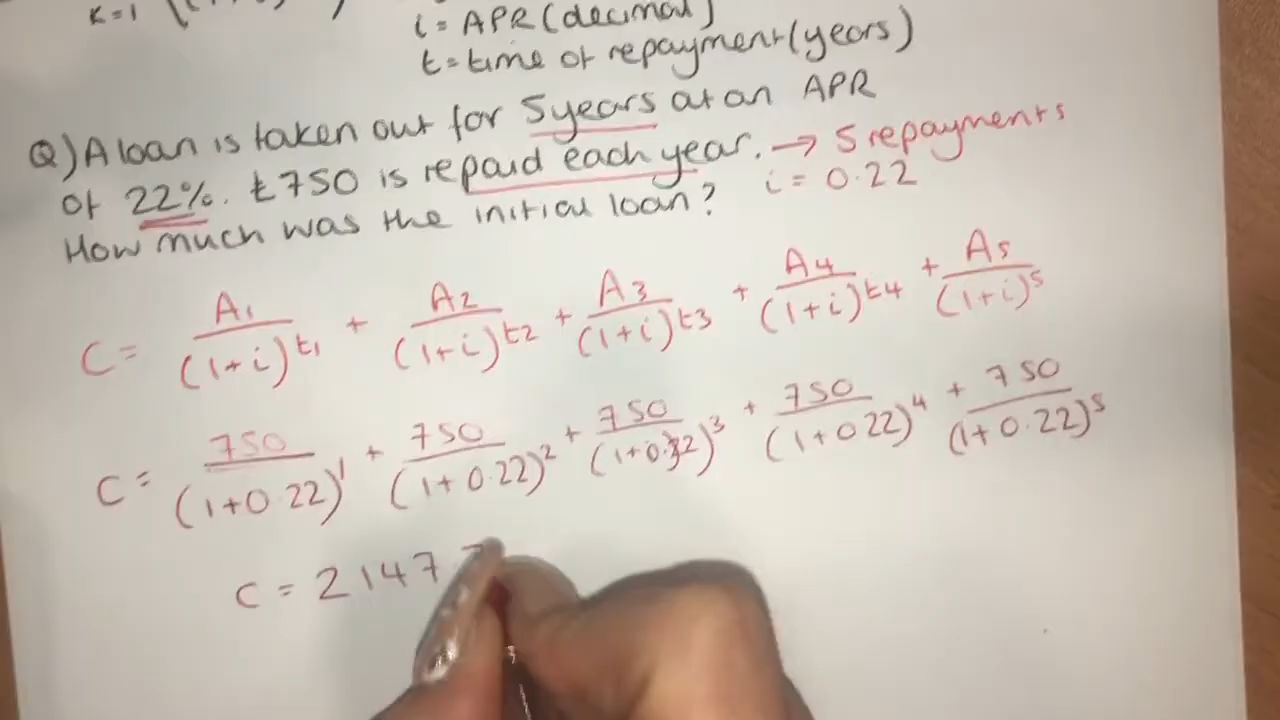 K=1
i = APR (decimal)
t = time of repayment (years)
Q) A loan is taken out for 5 years at an APR
of 22%. £750 is repaid each year. → 5 repayments
How much was the initial loan? i = 0.22
C = A1/(1+i)^t1 + A2/(1+i)^t2 + A3/(1+i)^t3 + A4/(1+i)^t4 + A5/(1+i)^5
C = 750/(1+0.22)^1 + 750/(1+0.22)^2 + 750/(1+0.22)^3 + 750/(1+0.22)^4 + 750/(1+0.22)^5
C = 2147